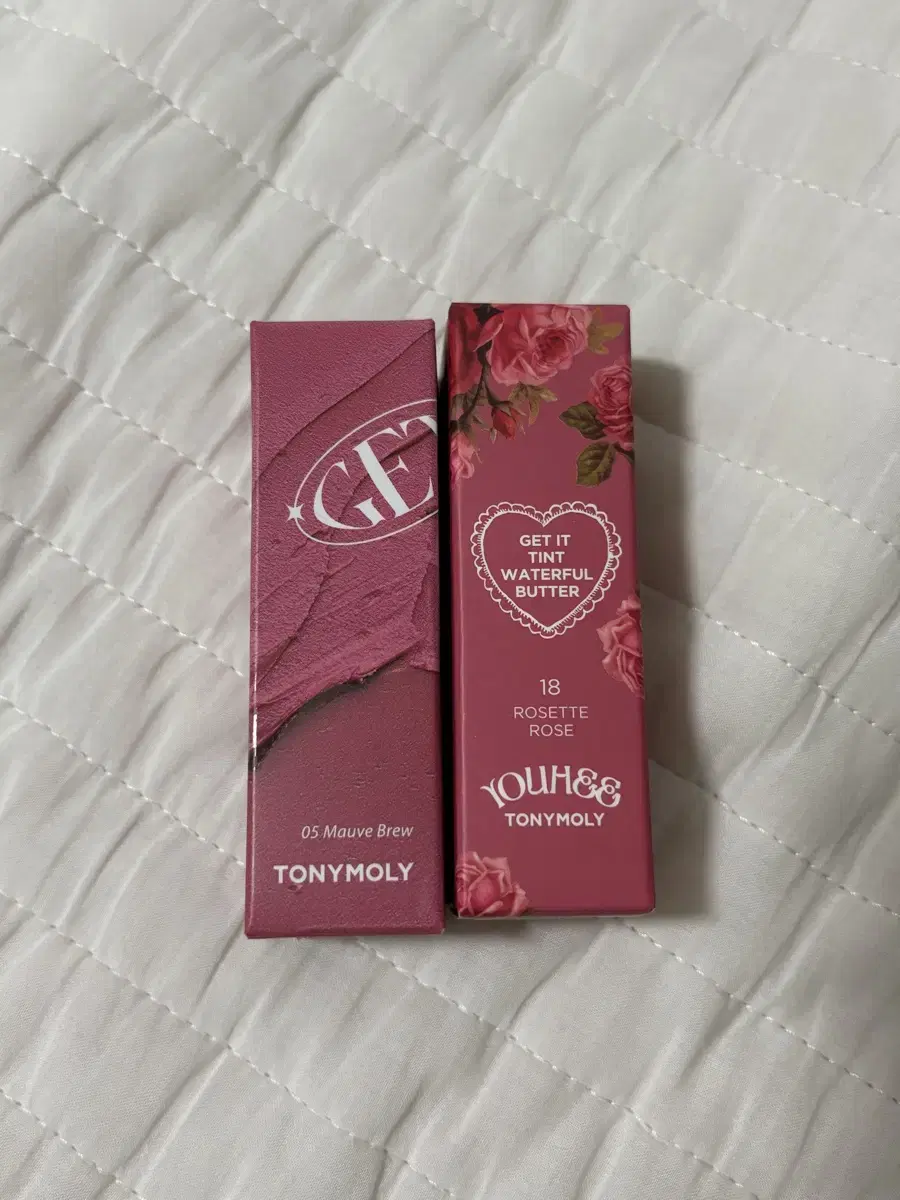 GET
05 Mauve Brew
TONYMOLY
GET IT
TINT
WATERFUL
BUTTER
18
ROSETTE
ROSE
YOUHEE
TONYMOLY